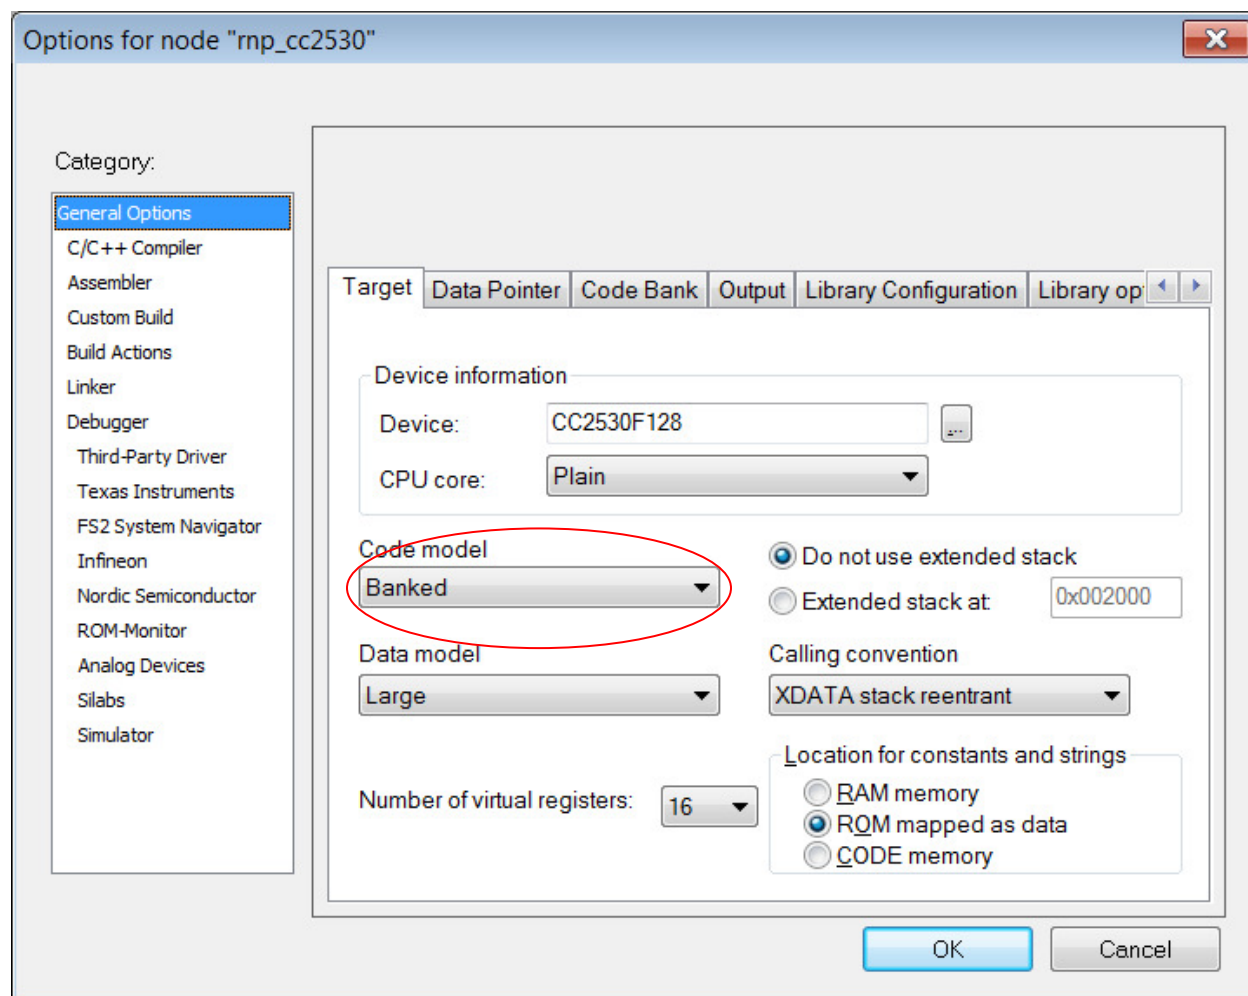 Options for node "rnp_cc2530"
Category:
General Options
C/C++ Compiler
Assembler
Custom Build
Build Actions
Linker
Debugger
Third-Party Driver
Texas Instruments
FS2 System Navigator
Infineon
Nordic Semiconductor
ROM-Monitor
Analog Devices
Silabs
Simulator
Target Data Pointer Code Bank Output Library Configuration Library op
Device information
Device: CC2530F128 ...
CPU core: Plain
Code model
Banked
Do not use extended stack
Extended stack at: 0x002000
Data model
Large
Calling convention
XDATA stack reentrant
Number of virtual registers: 16
Location for constants and strings
RAM memory
ROM mapped as data
CODE memory
OK Cancel